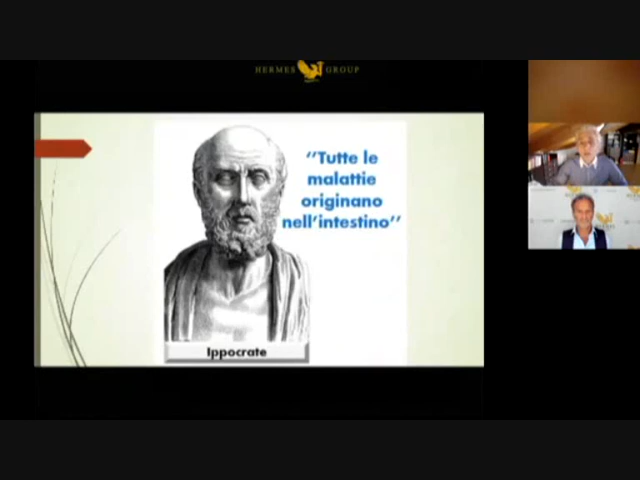 HERMES GROUP
‘‘Tutte le
malattie
originano
nell’intestino’’
Ippocrate